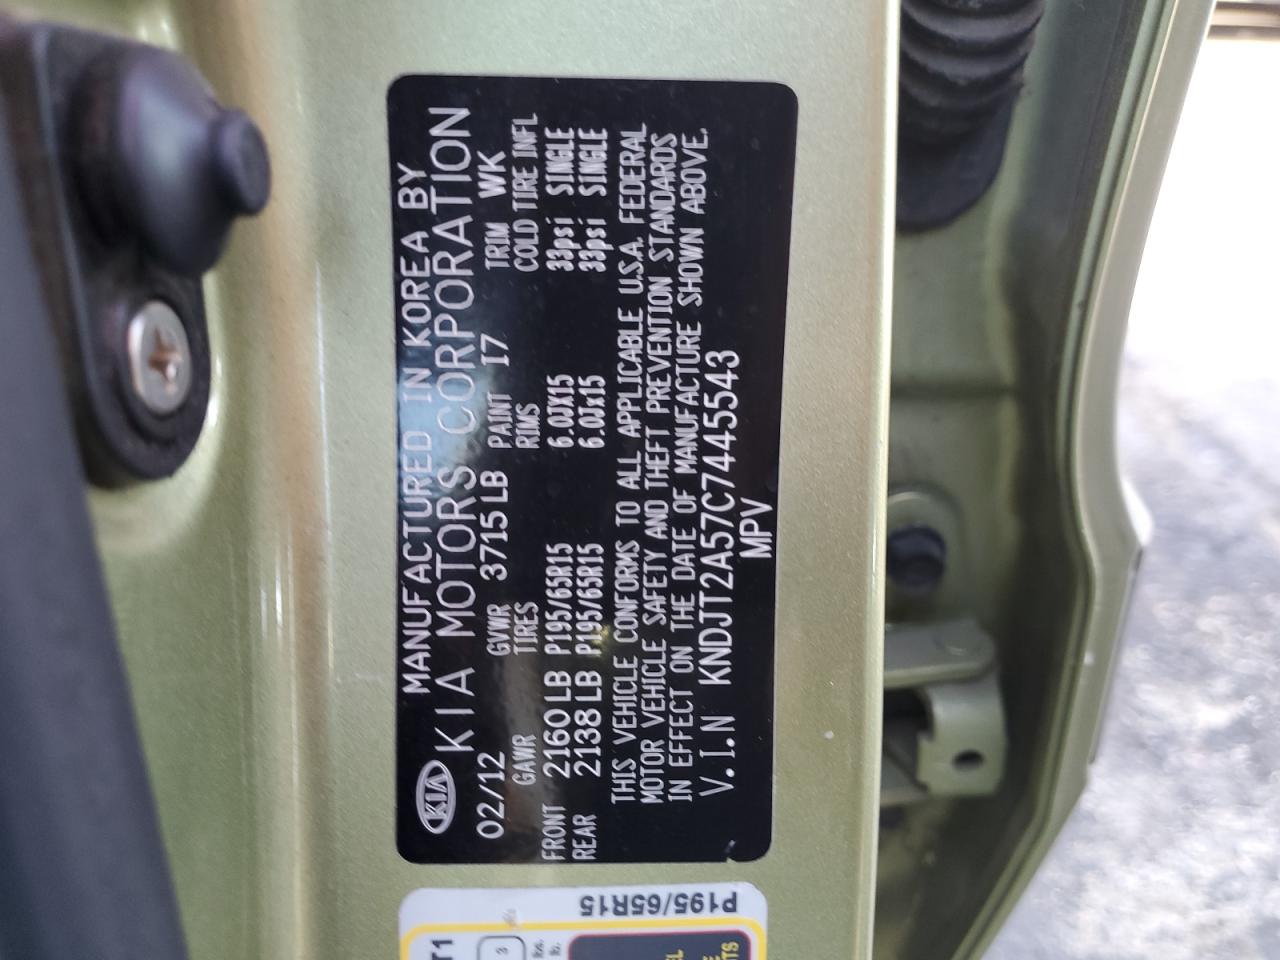 MANUFACTURED IN KOREA BY
KIA KIA MOTORS CORPORATION
02/12 GVWR 3715 LB PAINT I7 TRIM WK
GAWR TIRES RIMS COLD TIRE INFL
FRONT 2160 LB P195/65R15 6.0JX15 33psi SINGLE
REAR 2138 LB P195/65R15 6.0Jx15 33psi SINGLE
THIS VEHICLE CONFORMS TO ALL APPLICABLE U.S.A. FEDERAL
MOTOR VEHICLE SAFETY AND THEFT PREVENTION STANDARDS
IN EFFECT ON THE DATE OF MANUFACTURE SHOWN ABOVE.
V.I.N KNDJT2A57C7445543
MPV
P195/65R15